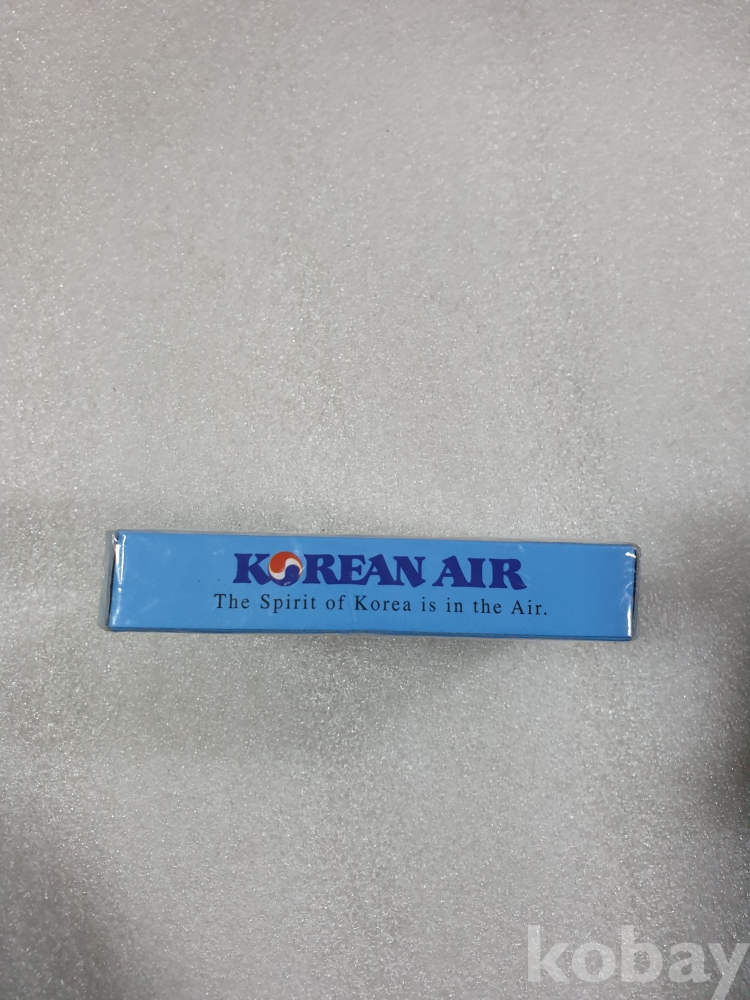 KOREAN AIR
The Spirit of Korea is in the Air.
kobay